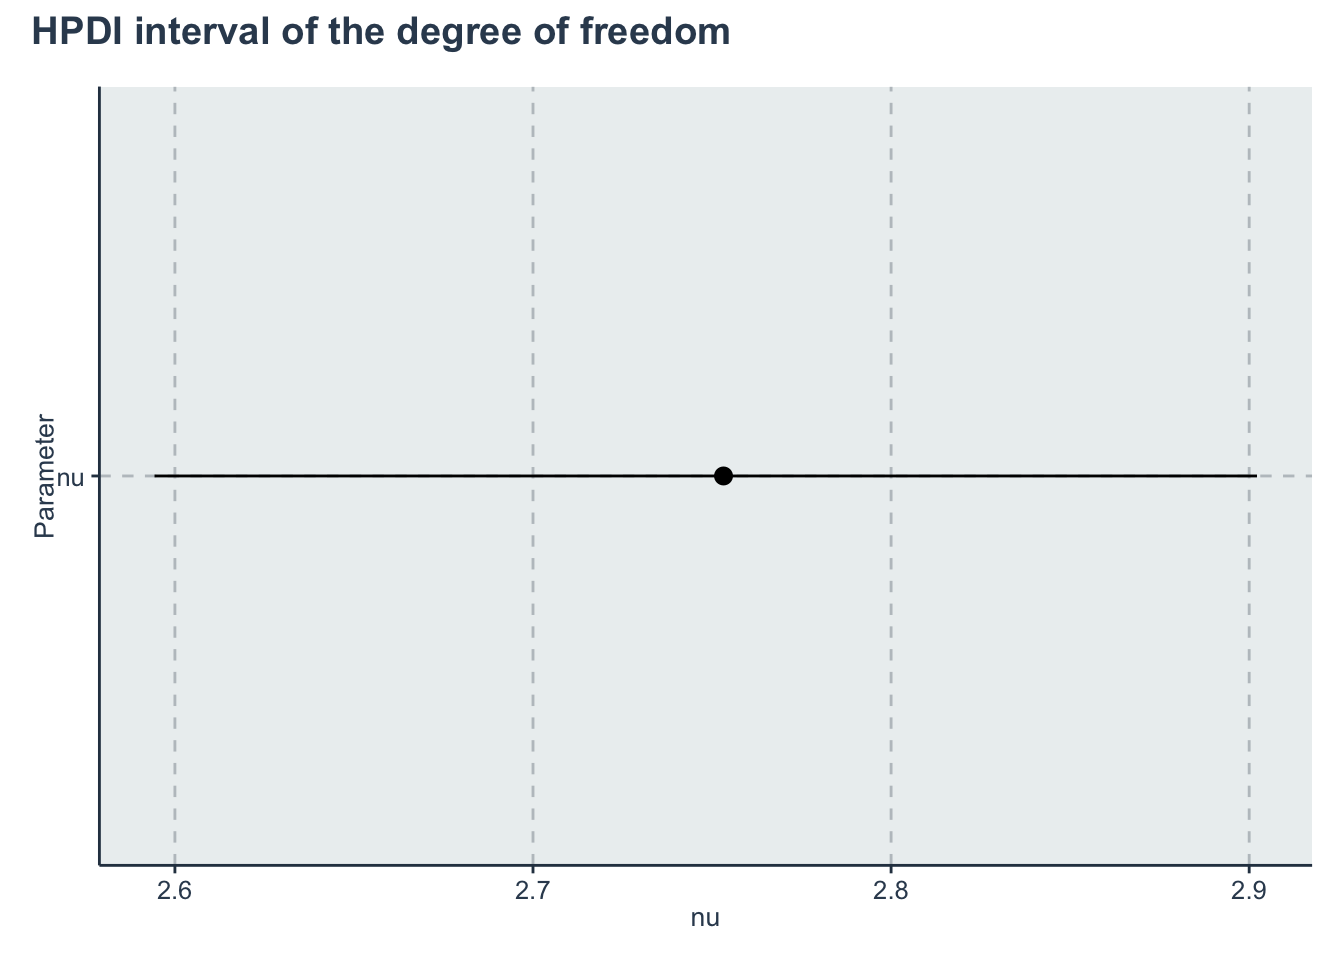 HPDI interval of the degree of freedom
Parameter
nu
2.6 2.7 2.8 2.9
nu